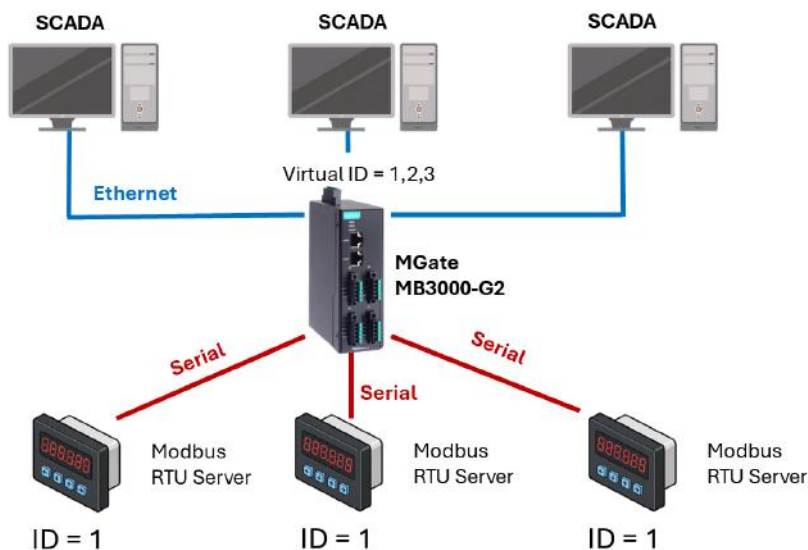 SCADA
SCADA
SCADA
Virtual ID = 1,2,3
Ethernet
MGate
MB3000-G2
Serial
Serial
Serial
Modbus
RTU Server
Modbus
RTU Server
Modbus
RTU Server
ID = 1
ID = 1
ID = 1